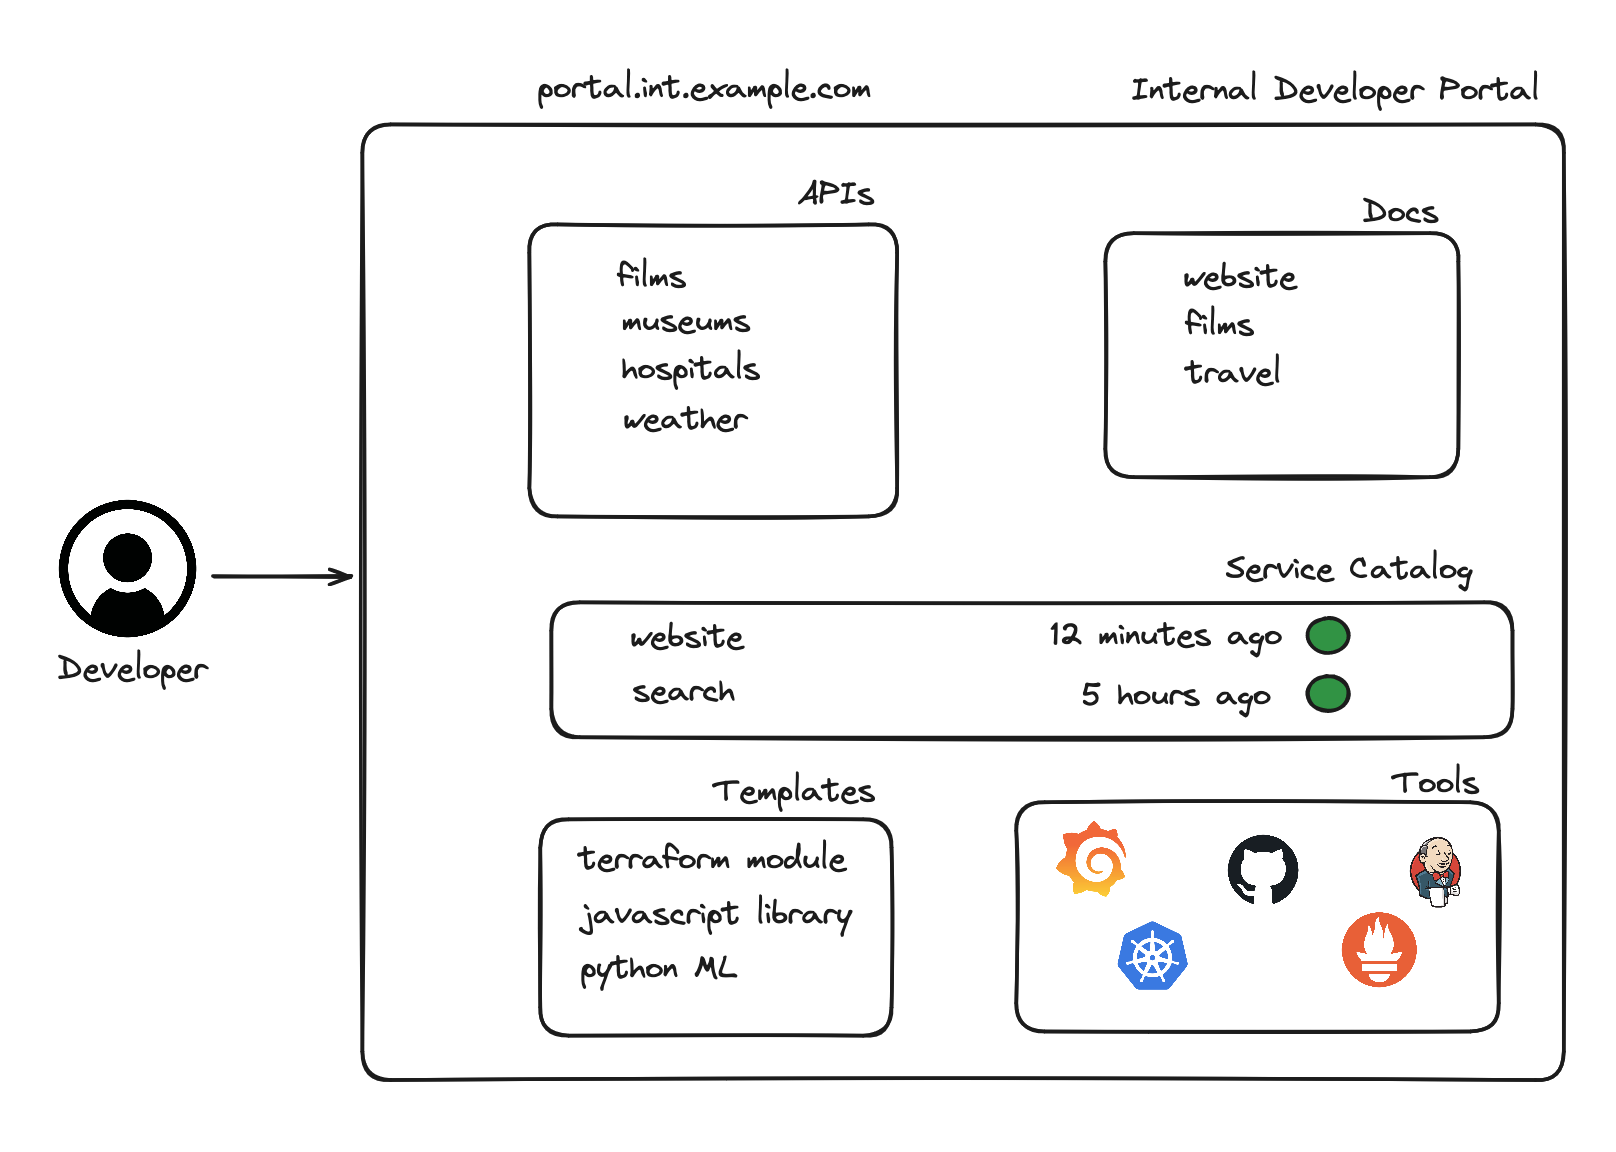 portal.int.example.com
Internal Developer Portal
APIs
films
museums
hospitals
weather
Docs
website
films
travel
Developer
Service Catalog
website 12 minutes ago
search 5 hours ago
Templates
terraform module
javascript library
python ML
Tools